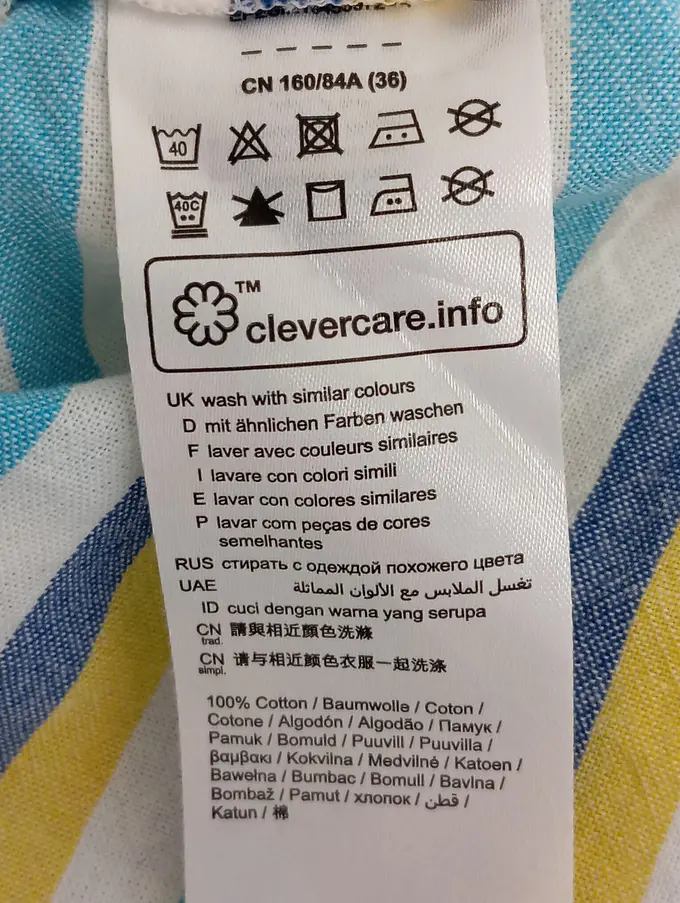 CN 160/84A (36)
40
40C
TM
clevercare.info
UK wash with similar colours
D mit ähnlichen Farben waschen
F laver avec couleurs similaires
I lavare con colori simili
E lavar con colores similares
P lavar com peças de cores
semelhantes
RUS стирать с одеждой похожего цвета
UAE تغسل الملابس مع الألوان المماثلة
ID cuci dengan warna yang serupa
CN trad. 請與相近顏色洗滌
CN simpl. 请与相近颜色衣服一起洗涤
100% Cotton / Baumwolle / Coton /
Cotone / Algodón / Algodão / Памук /
Pamuk / Bomuld / Puuvill / Puuvilla /
βαμβακι / Kokvilna / Medvilnė / Katoen /
Bawełna / Bumbac / Bomull / Bavlna /
Bombaž / Pamut / хлопок / قطن /
Katun / 棉